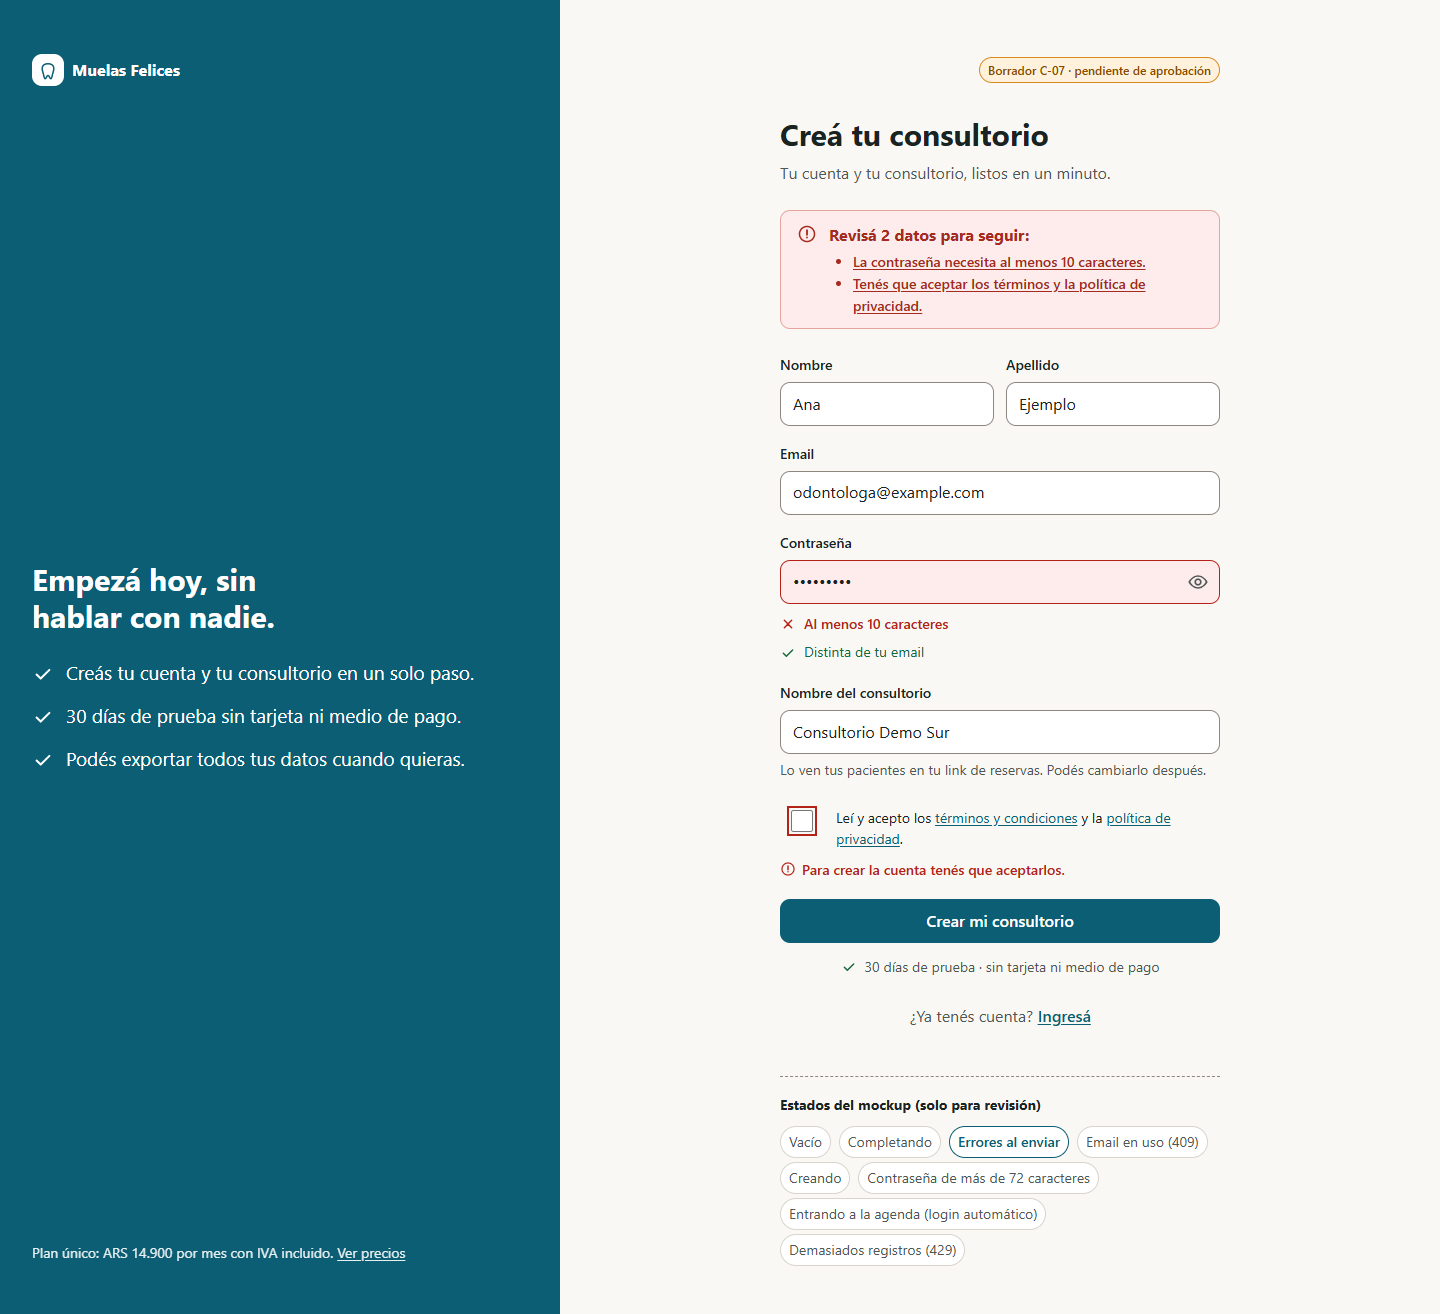 Muelas Felices
Empezá hoy, sin
hablar con nadie.
Creás tu cuenta y tu consultorio en un solo paso.
30 días de prueba sin tarjeta ni medio de pago.
Podés exportar todos tus datos cuando quieras.
Plan único: ARS 14.900 por mes con IVA incluido. Ver precios
Borrador C-07 · pendiente de aprobación
Creá tu consultorio
Tu cuenta y tu consultorio, listos en un minuto.
Revisá 2 datos para seguir:
La contraseña necesita al menos 10 caracteres.
Tenés que aceptar los términos y la política de
privacidad.
Nombre Apellido
Ana Ejemplo
Email
odontologa@example.com
Contraseña
•••••••••
Al menos 10 caracteres
Distinta de tu email
Nombre del consultorio
Consultorio Demo Sur
Lo ven tus pacientes en tu link de reservas. Podés cambiarlo después.
Leí y acepto los términos y condiciones y la política de
privacidad.
Para crear la cuenta tenés que aceptarlos.
Crear mi consultorio
30 días de prueba · sin tarjeta ni medio de pago
¿Ya tenés cuenta? Ingresá
Estados del mockup (solo para revisión)
Vacío Completando Errores al enviar Email en uso (409)
Creando Contraseña de más de 72 caracteres
Entrando a la agenda (login automático)
Demasiados registros (429)